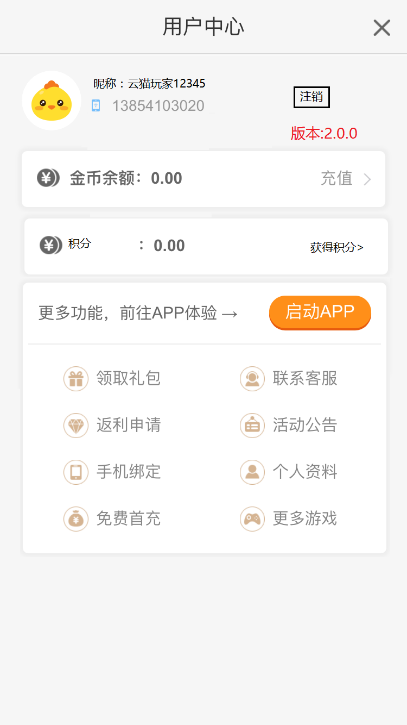 用户中心
昵称：云猫玩家12345
注销
13854103020
版本:2.0.0
¥ 金币余额：0.00 充值 >
¥ 积分 ：0.00 获得积分>
更多功能，前往APP体验 → 启动APP
领取礼包 联系客服
返利申请 活动公告
手机绑定 个人资料
¥ 免费首充 更多游戏